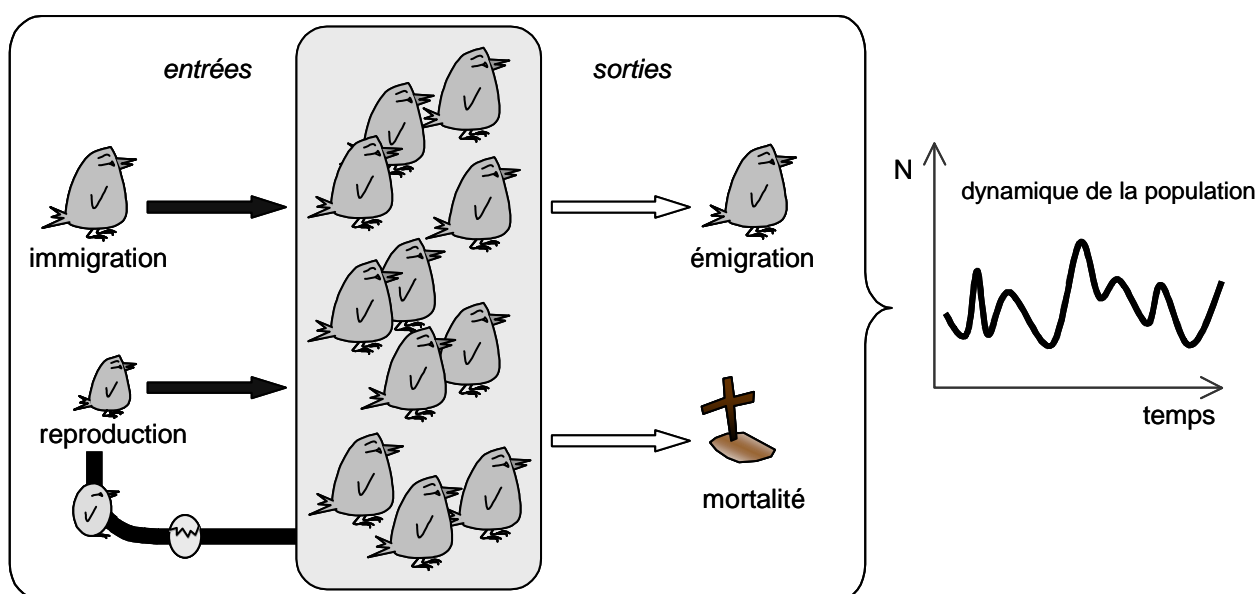 entrées
sorties
immigration
émigration
reproduction
mortalité
N
dynamique de la population
temps